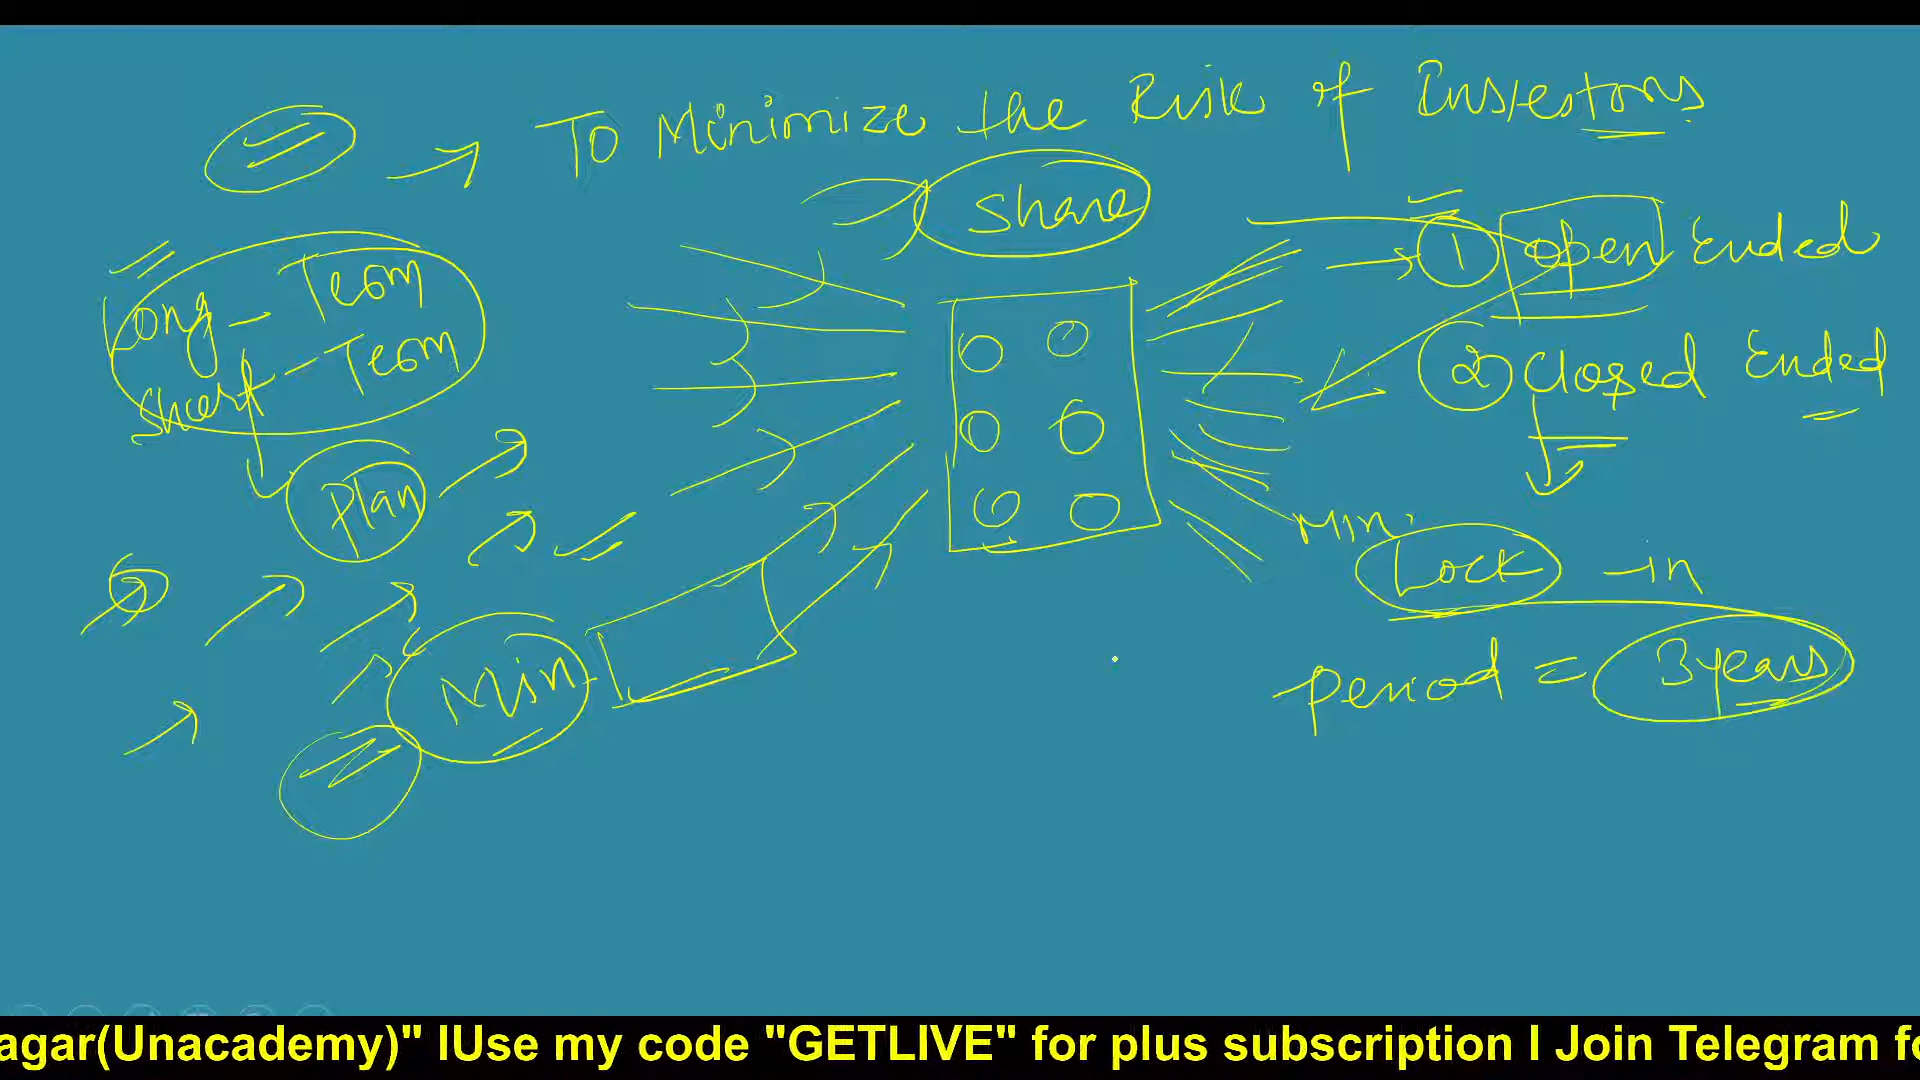 To Minimize the Risk of Investors
Share
1 open Ended
Long - Term
Short - Term
2 Closed Ended
Plan
Min.
Lock-in
Min
period = 3 years
agar(Unacademy)" IUse my code "GETLIVE" for plus subscription I Join Telegram fo